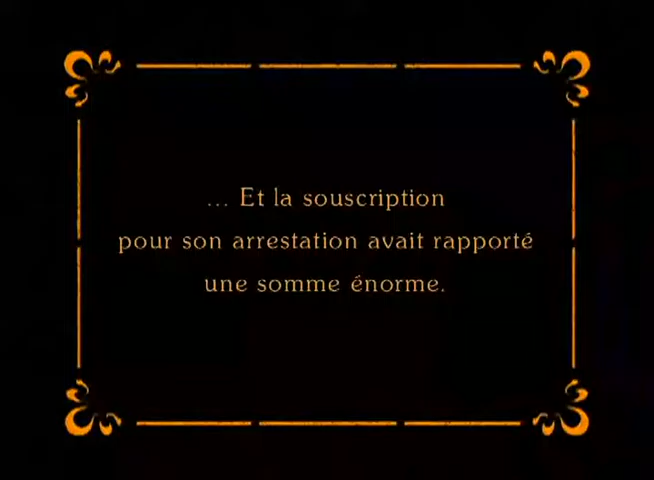 ... Et la souscription
pour son arrestation avait rapporté
une somme énorme.